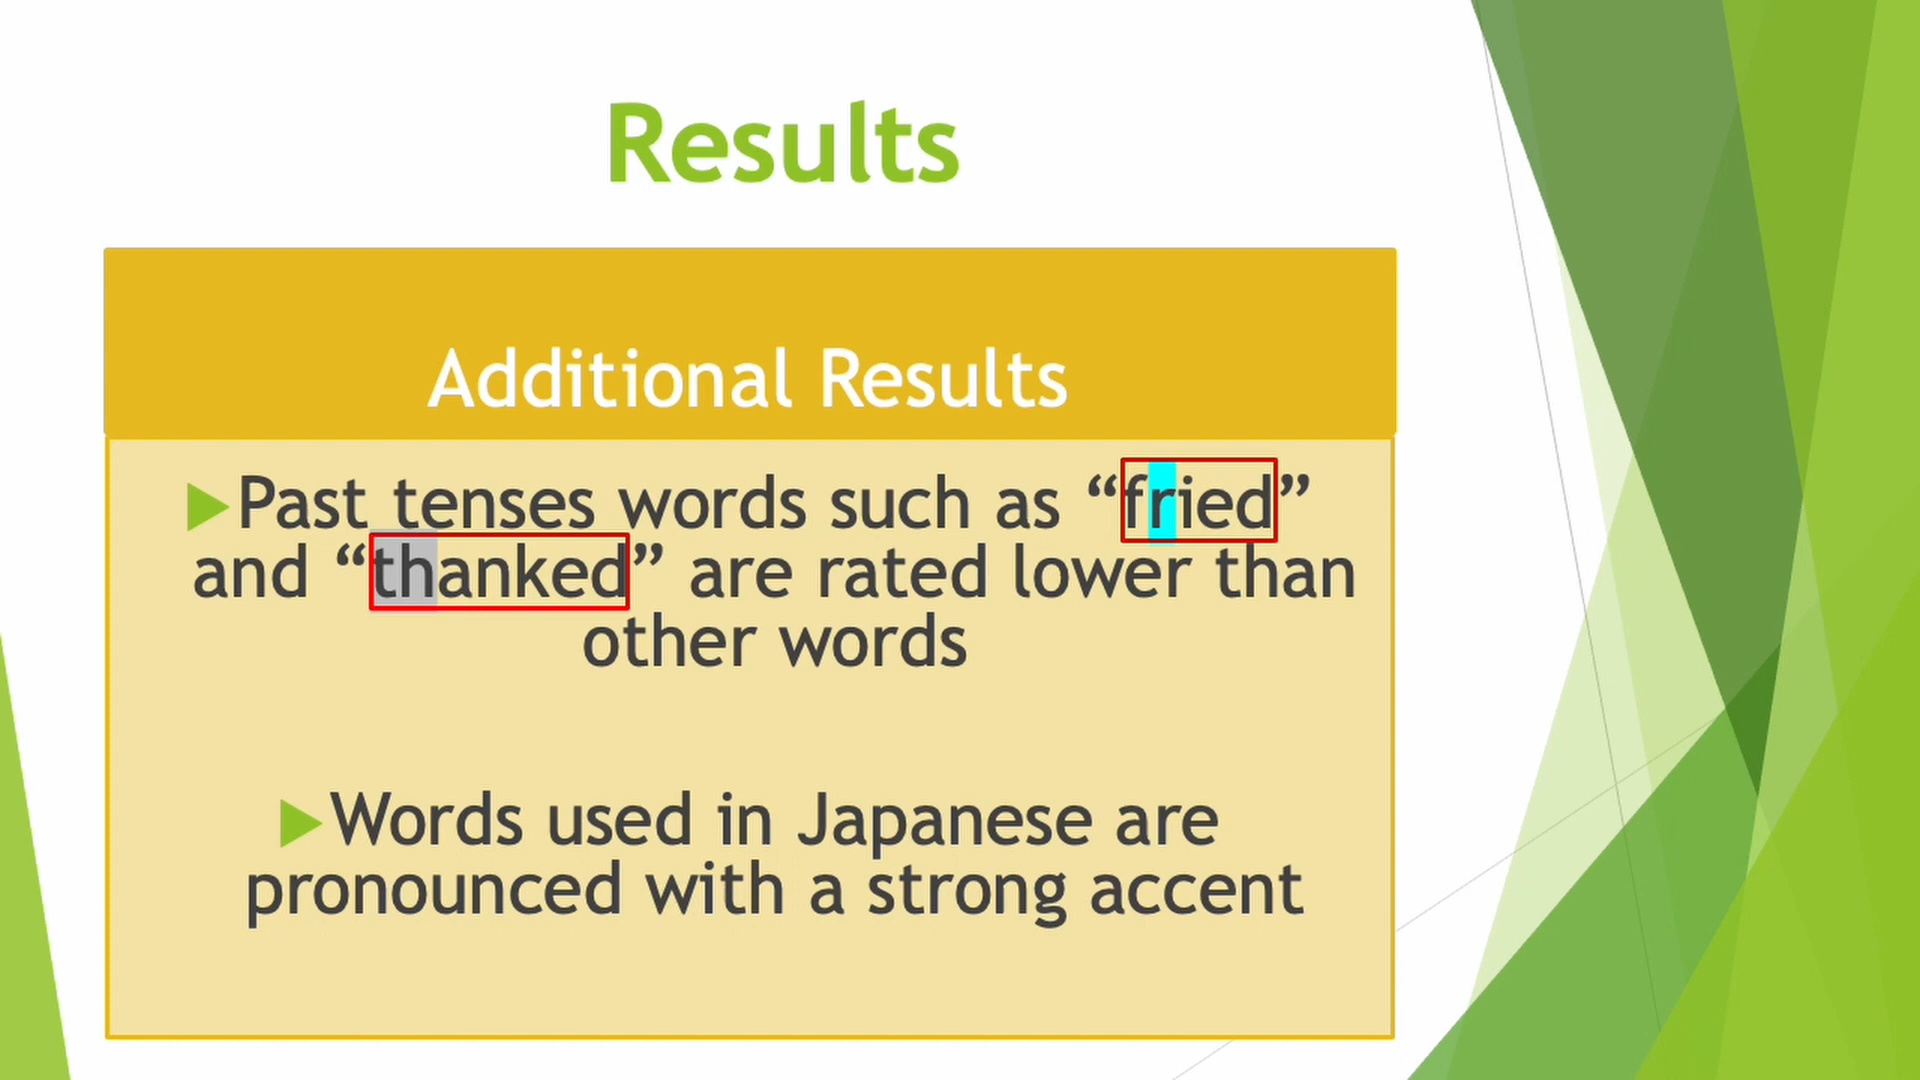 Results
Additional Results
Past tenses words such as “fried”
and “thanked” are rated lower than
other words
Words used in Japanese are
pronounced with a strong accent